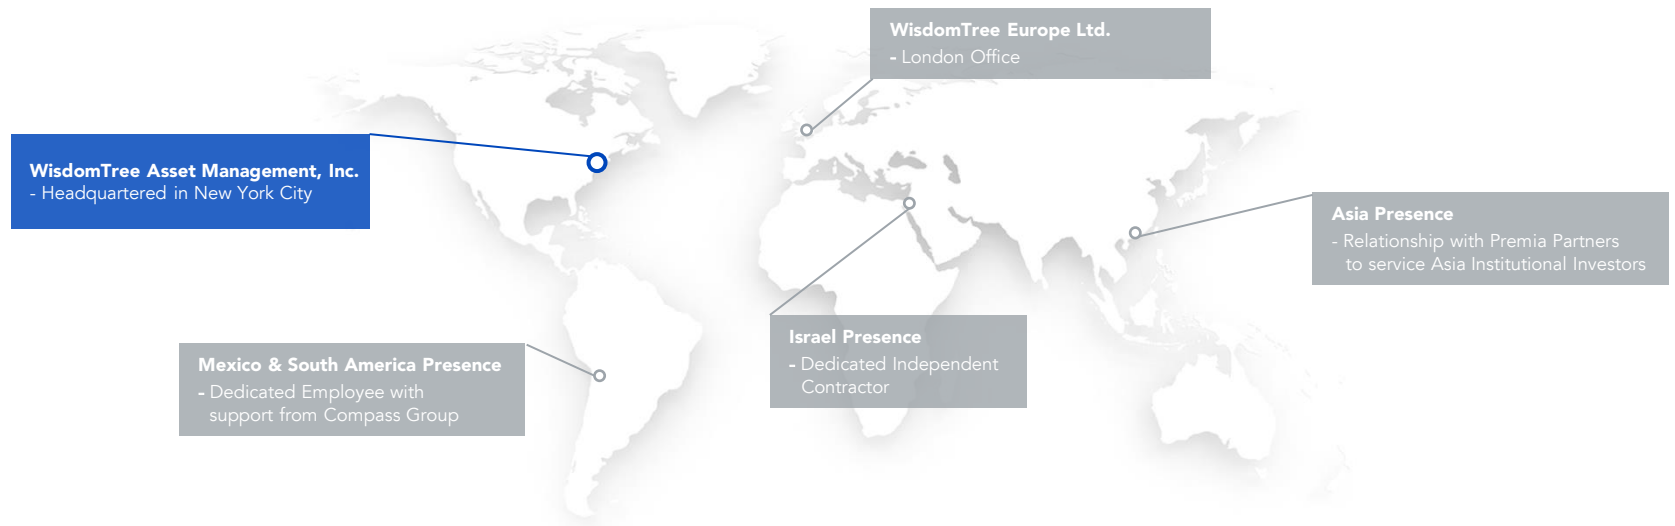 WisdomTree Europe Ltd.
- London Office
WisdomTree Asset Management, Inc.
- Headquartered in New York City
Asia Presence
- Relationship with Premia Partners
to service Asia Institutional Investors
Israel Presence
- Dedicated Independent
Contractor
Mexico & South America Presence
- Dedicated Employee with
support from Compass Group